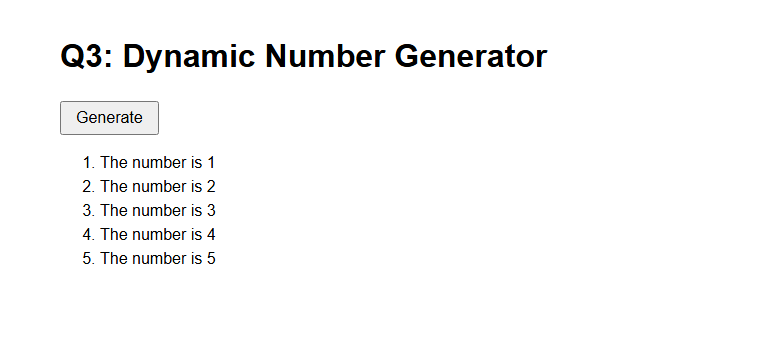 Q3: Dynamic Number Generator
Generate
1. The number is 1
2. The number is 2
3. The number is 3
4. The number is 4
5. The number is 5